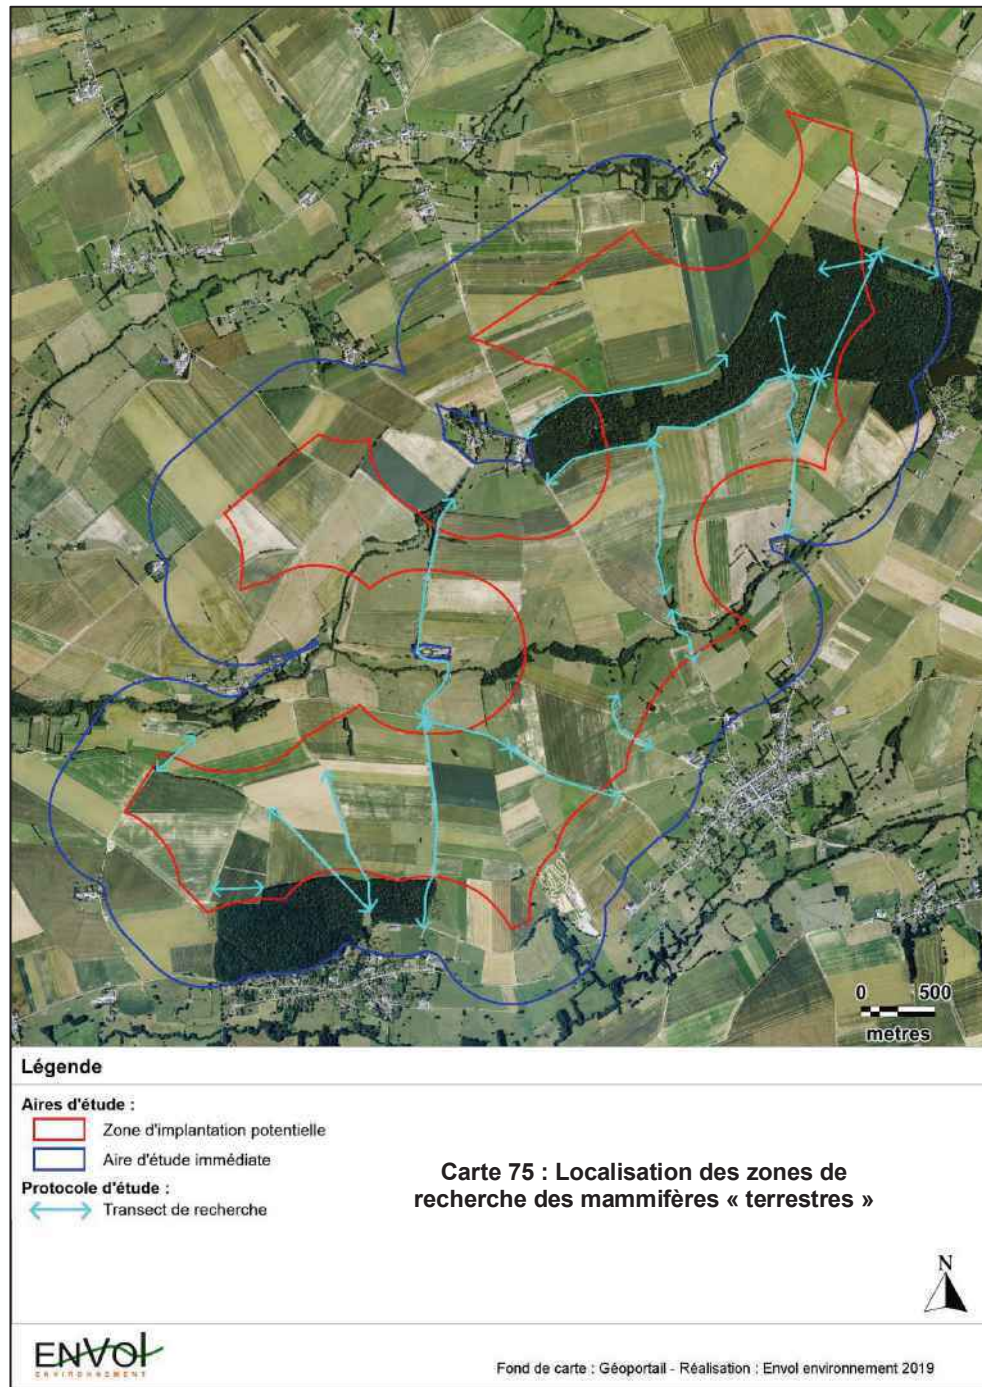 0 500
metres
Légende
Aires d'étude :
Zone d'implantation potentielle
Aire d'étude immédiate
Protocole d'étude :
Transect de recherche
Carte 75 : Localisation des zones de
recherche des mammifères « terrestres »
N
ENVOl
ENVIRONNEMENT
Fond de carte : Géoportail - Réalisation : Envol environnement 2019